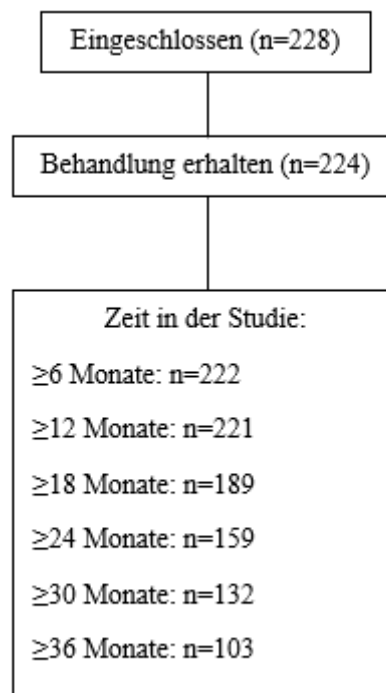 Eingeschlossen (n=228)
Behandlung erhalten (n=224)
Zeit in der Studie:
≥6 Monate: n=222
≥12 Monate: n=221
≥18 Monate: n=189
≥24 Monate: n=159
≥30 Monate: n=132
≥36 Monate: n=103